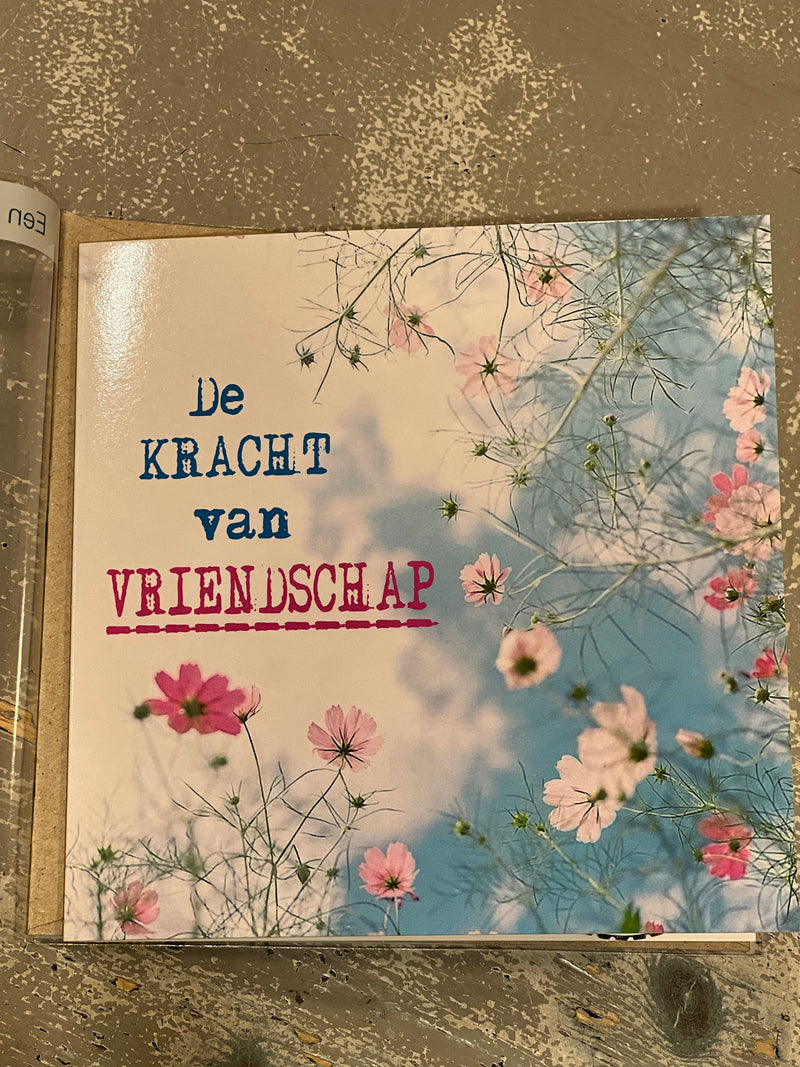 Een
De
KRACHT
van
VRIENDSCHAP